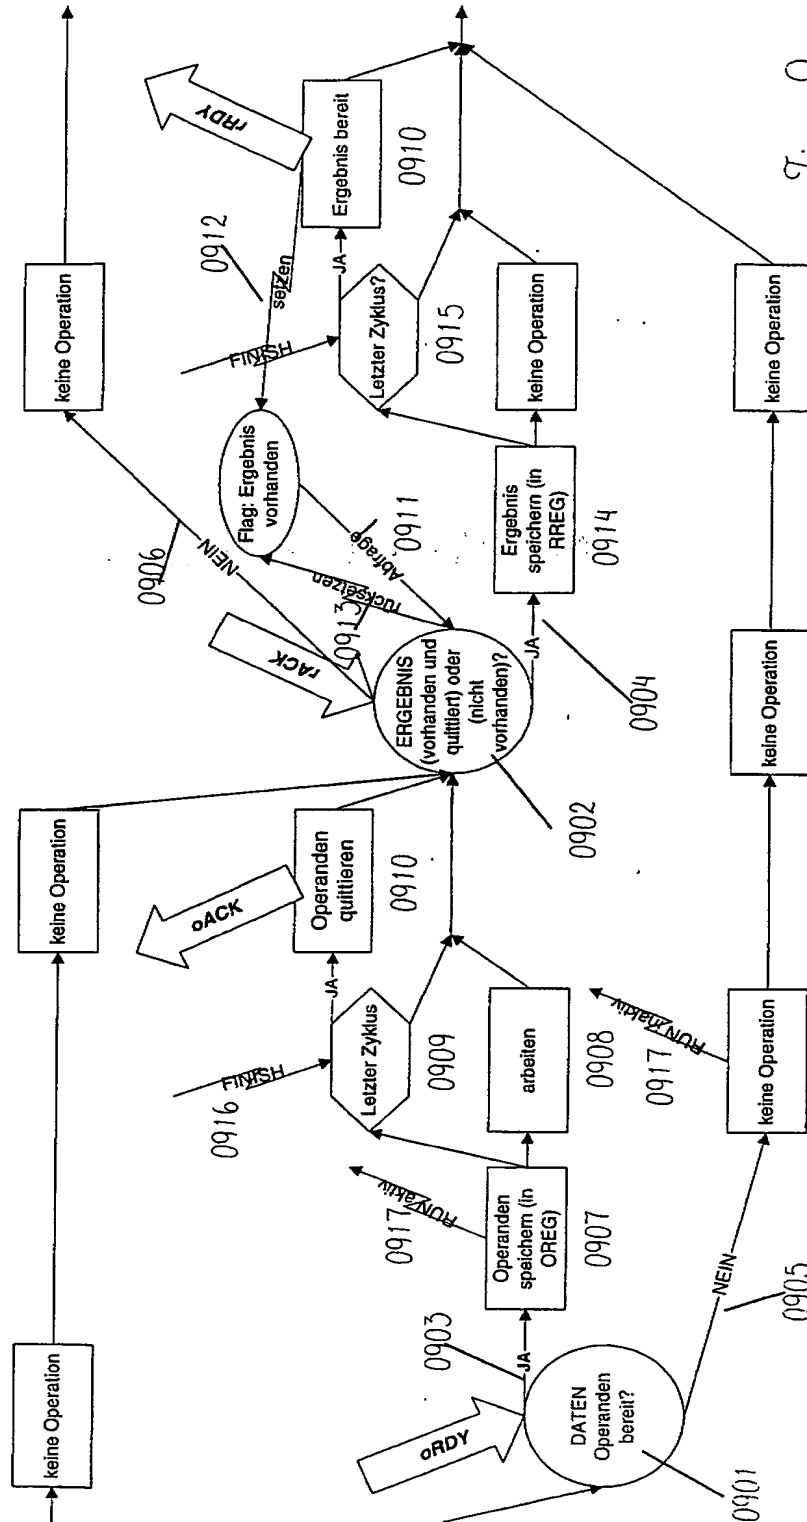 keine Operation
keine Operation
keine Operation
oRDY
DATEN
Operanden
bereit?
0901
JA
0903
NEIN
0905
Operanden
speichern (in
OREG)
0907
RUN aktiv
0917
arbeiten
0908
FINISH
0916
Letzter Zyklus
0909
JA
Operanden
quittieren
0910
oACK
keine Operation
RUN inaktiv
0917
keine Operation
keine Operation
ERGEBNIS
(vorhanden und
quittiert) oder
(nicht
vorhanden)?
0902
rACK
NEIN
0906
rücksetzen
0913
Abfrage
0911
Flag: Ergebnis
vorhanden
setzen
0912
JA
0904
Ergebnis
speichern (in
RREG)
0914
keine Operation
FINISH
Letzter Zyklus?
0915
JA
Ergebnis bereit
0910
rRDY